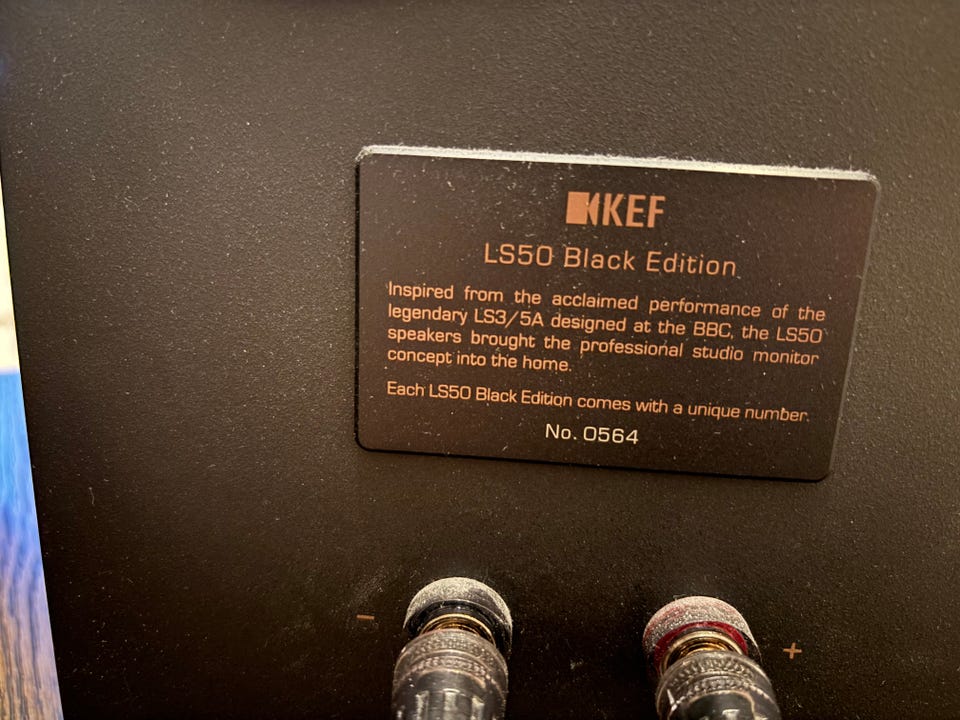 KEF
LS50 Black Edition
Inspired from the acclaimed performance of the
legendary LS3/5A designed at the BBC, the LS50
speakers brought the professional studio monitor
concept into the home.
Each LS50 Black Edition comes with a unique number.
No. 0564
- +